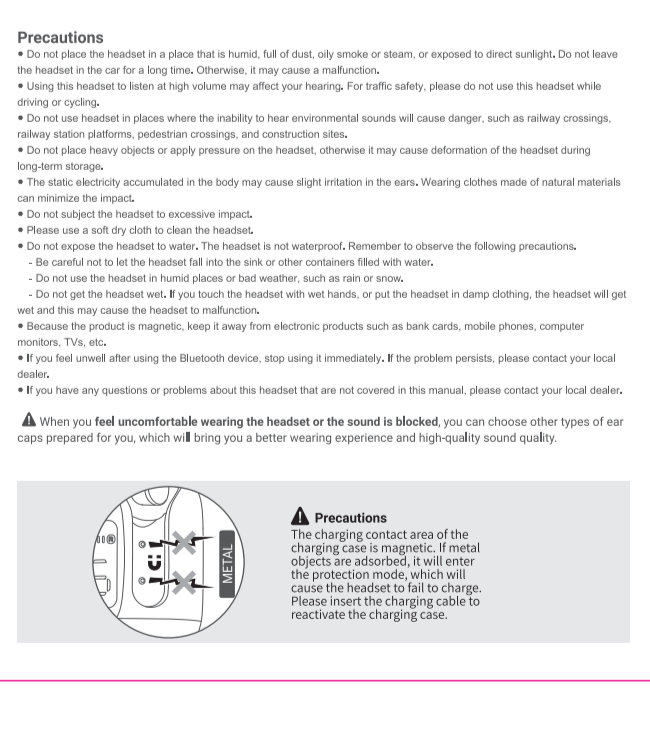 Precautions
● Do not place the headset in a place that is humid, full of dust, oily smoke or steam, or exposed to direct sunlight. Do not leave
the headset in the car for a long time. Otherwise, it may cause a malfunction.
● Using this headset to listen at high volume may affect your hearing. For traffic safety, please do not use this headset while
driving or cycling.
● Do not use headset in places where the inability to hear environmental sounds will cause danger, such as railway crossings,
railway station platforms, pedestrian crossings, and construction sites.
● Do not place heavy objects or apply pressure on the headset, otherwise it may cause deformation of the headset during
long-term storage.
● The static electricity accumulated in the body may cause slight irritation in the ears. Wearing clothes made of natural materials
can minimize the impact.
● Do not subject the headset to excessive impact.
● Please use a soft dry cloth to clean the headset.
● Do not expose the headset to water. The headset is not waterproof. Remember to observe the following precautions.
- Be careful not to let the headset fall into the sink or other containers filled with water.
- Do not use the headset in humid places or bad weather, such as rain or snow.
- Do not get the headset wet. If you touch the headset with wet hands, or put the headset in damp clothing, the headset will get
wet and this may cause the headset to malfunction.
● Because the product is magnetic, keep it away from electronic products such as bank cards, mobile phones, computer
monitors, TVs, etc.
● If you feel unwell after using the Bluetooth device, stop using it immediately. If the problem persists, please contact your local
dealer.
● If you have any questions or problems about this headset that are not covered in this manual, please contact your local dealer.
When you feel uncomfortable wearing the headset or the sound is blocked, you can choose other types of ear
caps prepared for you, which will bring you a better wearing experience and high-quality sound quality.
METAL
Precautions
The charging contact area of the
charging case is magnetic. If metal
objects are adsorbed, it will enter
the protection mode, which will
cause the headset to fail to charge.
Please insert the charging cable to
reactivate the charging case.